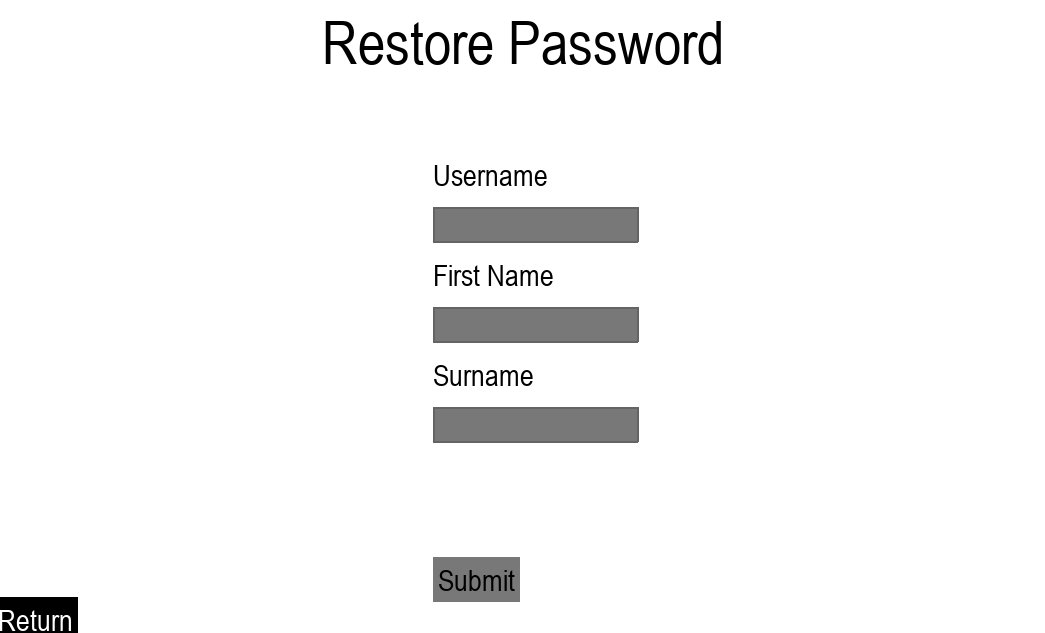 Restore Password
Username
First Name
Surname
Submit
Return